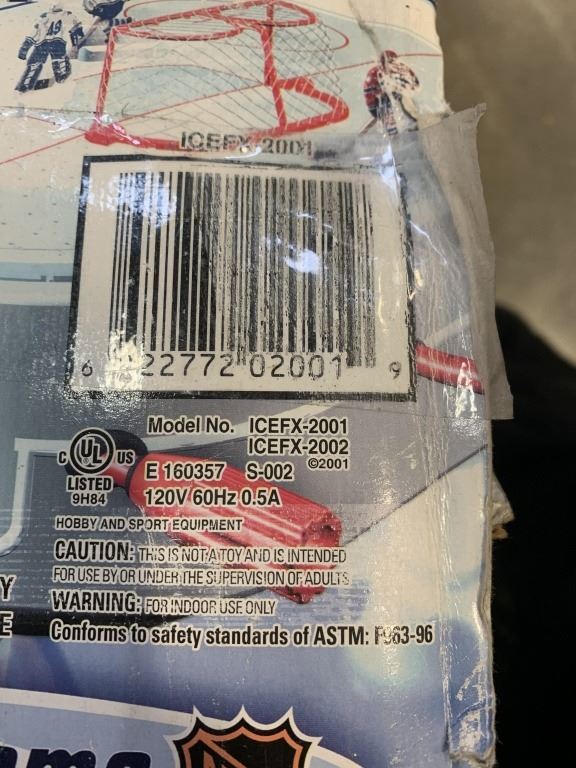 19
ICEFX-2001
6 22772 02001 9
Model No. ICEFX-2001
ICEFX-2002
©2001
C UL US
LISTED
9H84
E 160357 S-002
120V 60Hz 0.5A
HOBBY AND SPORT EQUIPMENT
CAUTION: THIS IS NOT A TOY AND IS INTENDED
FOR USE BY OR UNDER THE SUPERVISION OF ADULTS
WARNING: FOR INDOOR USE ONLY
Y
E
Conforms to safety standards of ASTM: F963-96